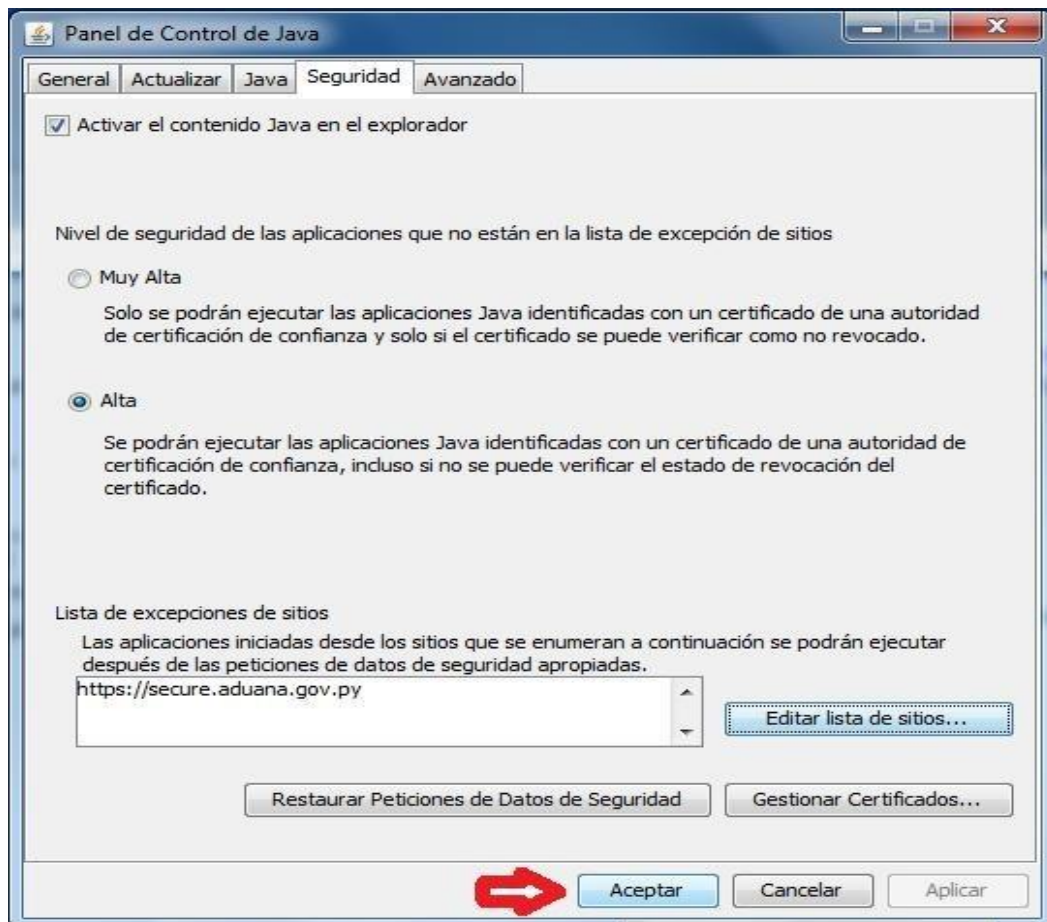 Panel de Control de Java
General Actualizar Java Seguridad Avanzado
Activar el contenido Java en el explorador
Nivel de seguridad de las aplicaciones que no están en la lista de excepción de sitios
Muy Alta
Solo se podrán ejecutar las aplicaciones Java identificadas con un certificado de una autoridad
de certificación de confianza y solo si el certificado se puede verificar como no revocado.
Alta
Se podrán ejecutar las aplicaciones Java identificadas con un certificado de una autoridad de
certificación de confianza, incluso si no se puede verificar el estado de revocación del
certificado.
Lista de excepciones de sitios
Las aplicaciones iniciadas desde los sitios que se enumeran a continuación se podrán ejecutar
después de las peticiones de datos de seguridad apropiadas.
https://secure.aduana.gov.py
Editar lista de sitios...
Restaurar Peticiones de Datos de Seguridad Gestionar Certificados...
Aceptar Cancelar Aplicar